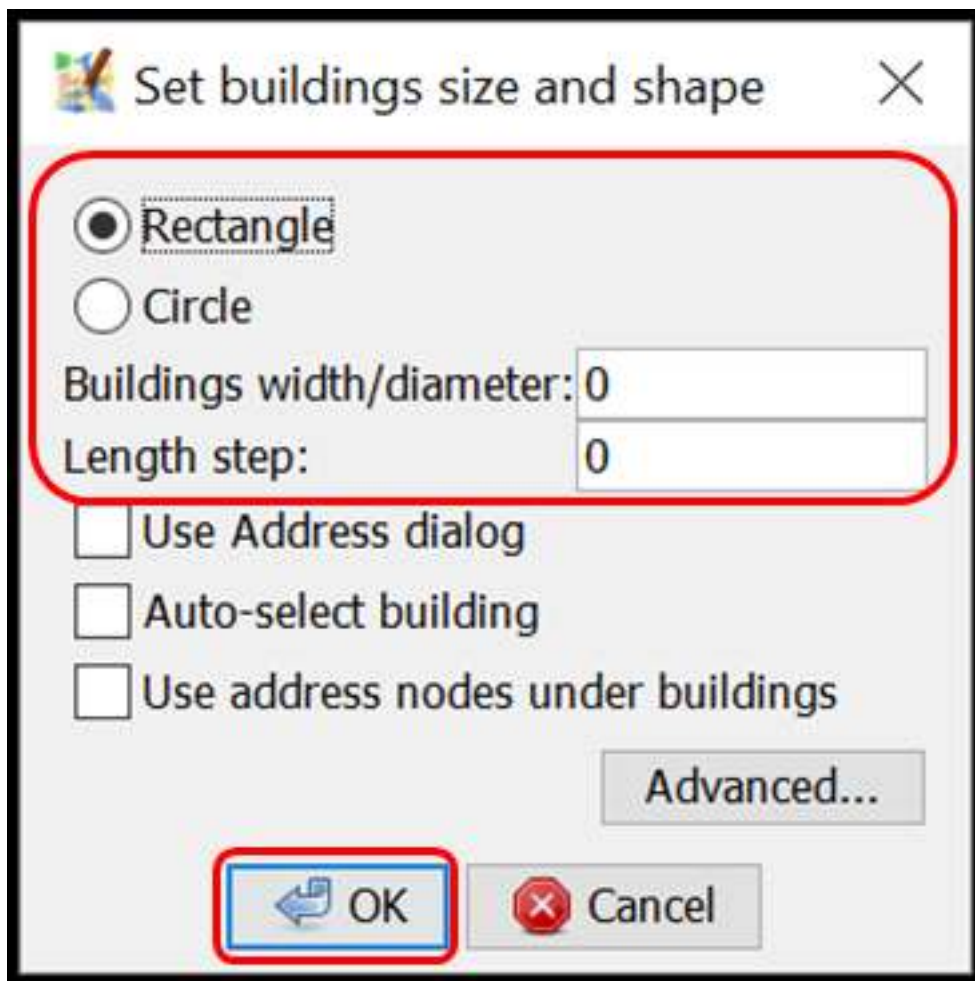 Set buildings size and shape
Rectangle
Circle
Buildings width/diameter: 0
Length step: 0
Use Address dialog
Auto-select building
Use address nodes under buildings
Advanced...
OK Cancel